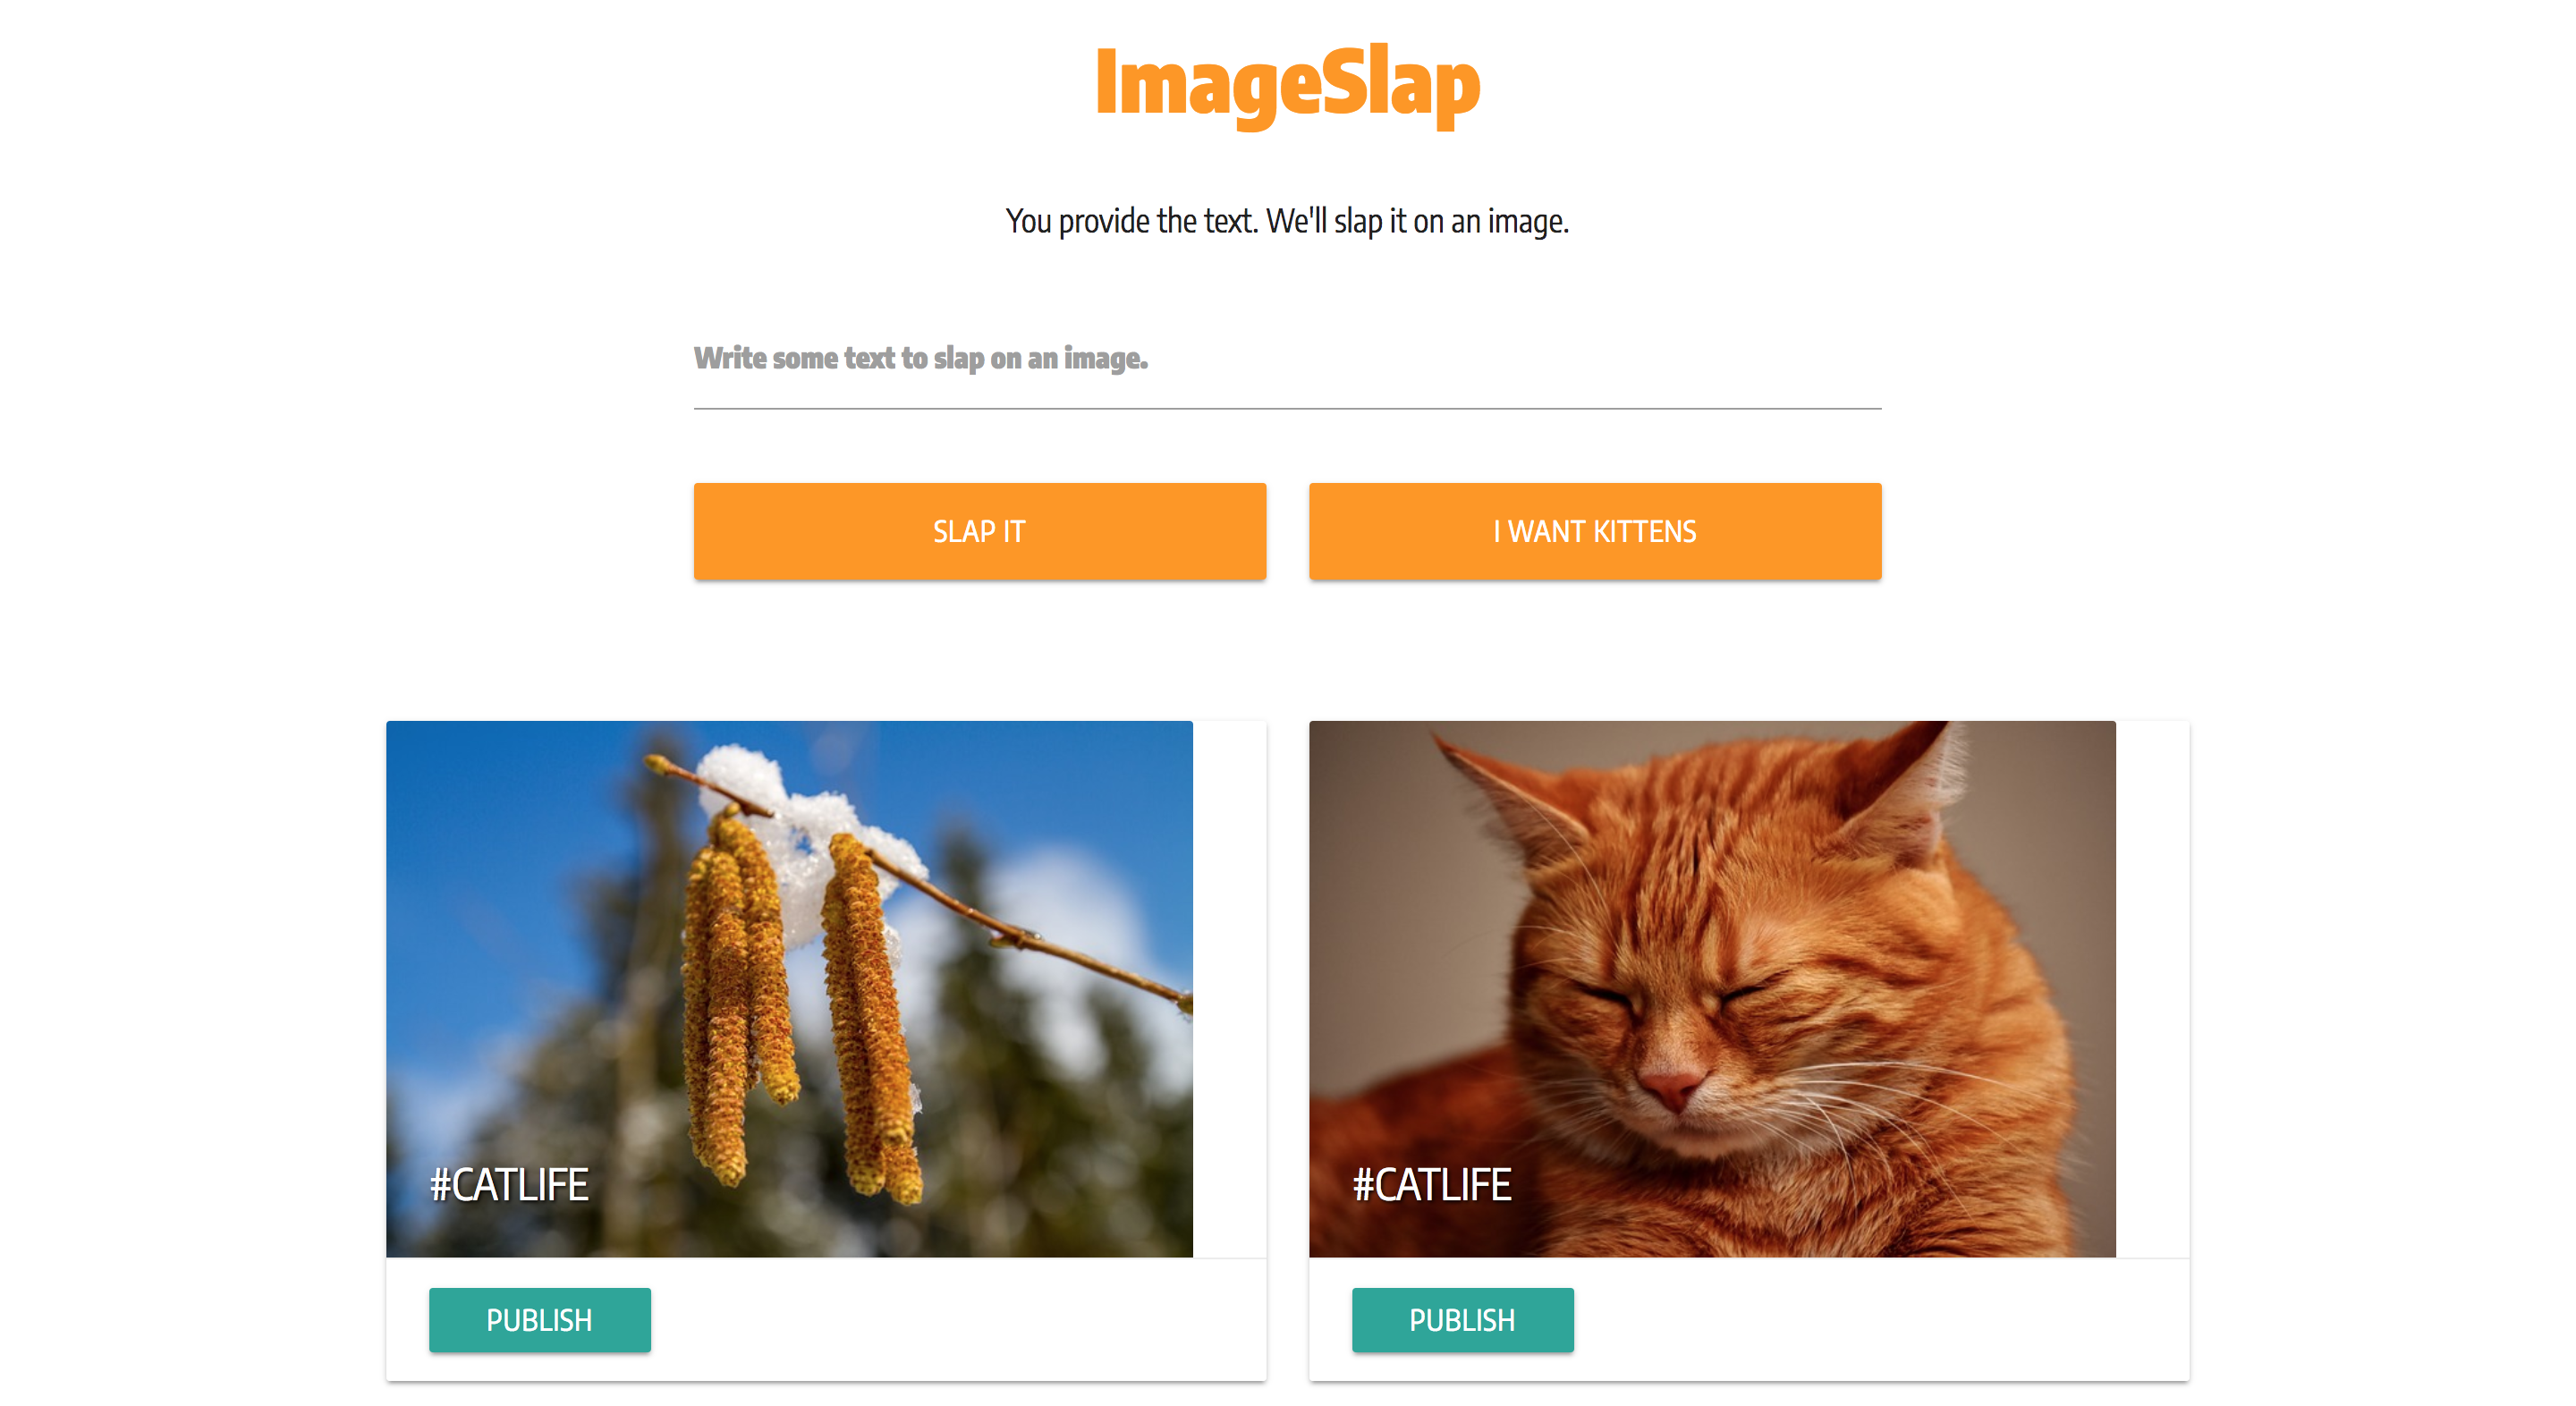 ImageSlap
You provide the text. We'll slap it on an image.
Write some text to slap on an image.
SLAP IT
I WANT KITTENS
#CATLIFE
#CATLIFE
PUBLISH
PUBLISH